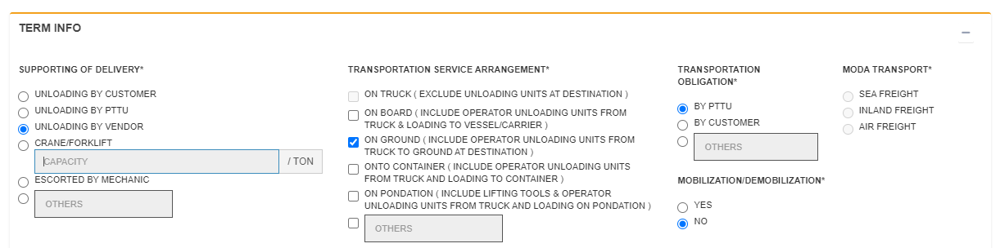 TERM INFO
SUPPORTING OF DELIVERY*
UNLOADING BY CUSTOMER
UNLOADING BY PTTU
UNLOADING BY VENDOR
CRANE/FORKLIFT
CAPACITY
/ TON
ESCORTED BY MECHANIC
OTHERS
TRANSPORTATION SERVICE ARRANGEMENT*
ON TRUCK ( EXCLUDE UNLOADING UNITS AT DESTINATION )
ON BOARD ( INCLUDE OPERATOR UNLOADING UNITS FROM
TRUCK & LOADING TO VESSEL/CARRIER )
ON GROUND ( INCLUDE OPERATOR UNLOADING UNITS FROM
TRUCK TO GROUND AT DESTINATION )
ONTO CONTAINER ( INCLUDE OPERATOR UNLOADING UNITS
FROM TRUCK AND LOADING TO CONTAINER )
ON PONDATION ( INCLUDE LIFTING TOOLS & OPERATOR
UNLOADING UNITS FROM TRUCK AND LOADING ON PONDATION )
OTHERS
TRANSPORTATION
OBLIGATION*
BY PTTU
BY CUSTOMER
OTHERS
MOBILIZATION/DEMOBILIZATION*
YES
NO
MODA TRANSPORT*
SEA FREIGHT
INLAND FREIGHT
AIR FREIGHT